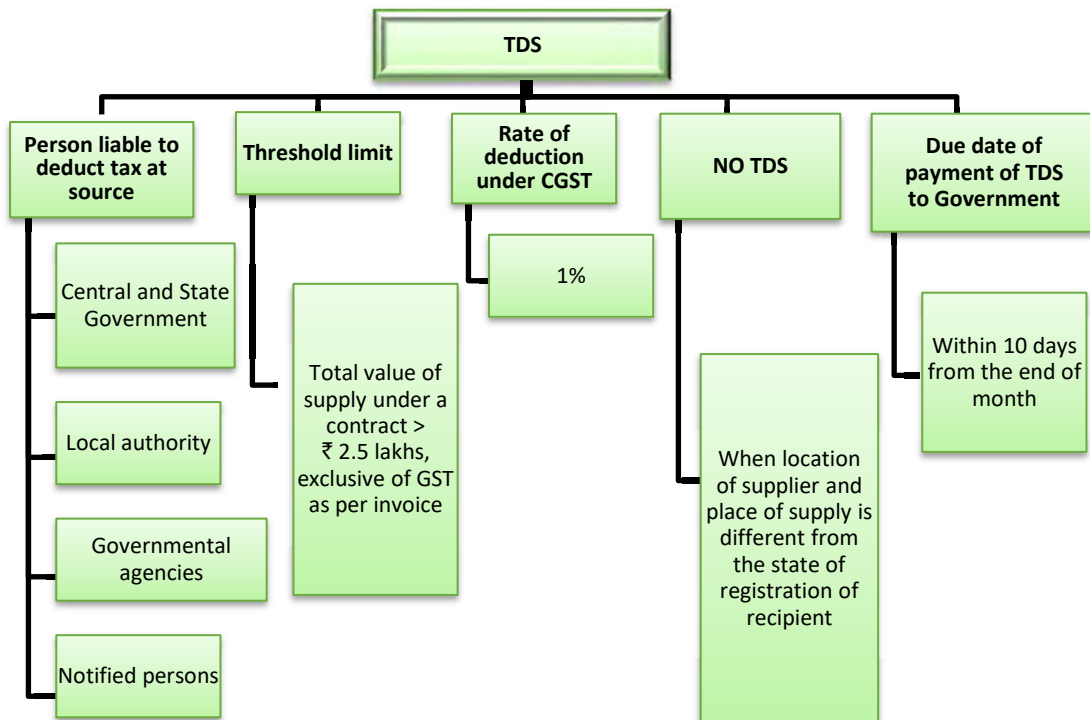 TDS
Person liable to
deduct tax at
source
Central and State
Government
Local authority
Governmental
agencies
Notified persons
Threshold limit
Total value of
supply under a
contract >
₹ 2.5 lakhs,
exclusive of GST
as per invoice
Rate of
deduction
under CGST
1%
NO TDS
When location
of supplier and
place of supply is
different from
the state of
registration of
recipient
Due date of
payment of TDS
to Government
Within 10 days
from the end of
month